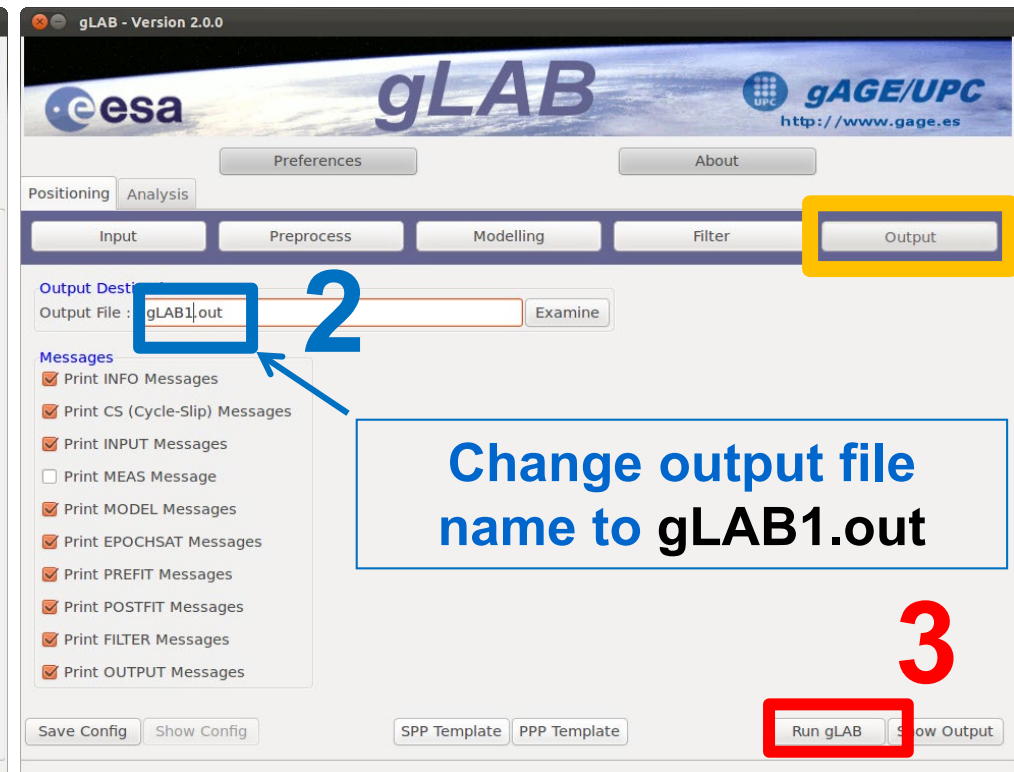 gLAB - Version 2.0.0
esa
gLAB
UPC
gAGE/UPC
http://www.gage.es
Preferences
About
Positioning
Analysis
Input
Preprocess
Modelling
Filter
Output
Output
Output File :
gLAB1.out
Examine
2
Messages
Print INFO Messages
Print CS (Cycle-Slip) Messages
Print INPUT Messages
Print MEAS Message
Print MODEL Messages
Print EPOCHSAT Messages
Print PREFIT Messages
Print POSTFIT Messages
Print FILTER Messages
Print OUTPUT Messages
Change output file
name to gLAB1.out
3
Save Config
Show Config
SPP Template
PPP Template
Run gLAB
Show Output